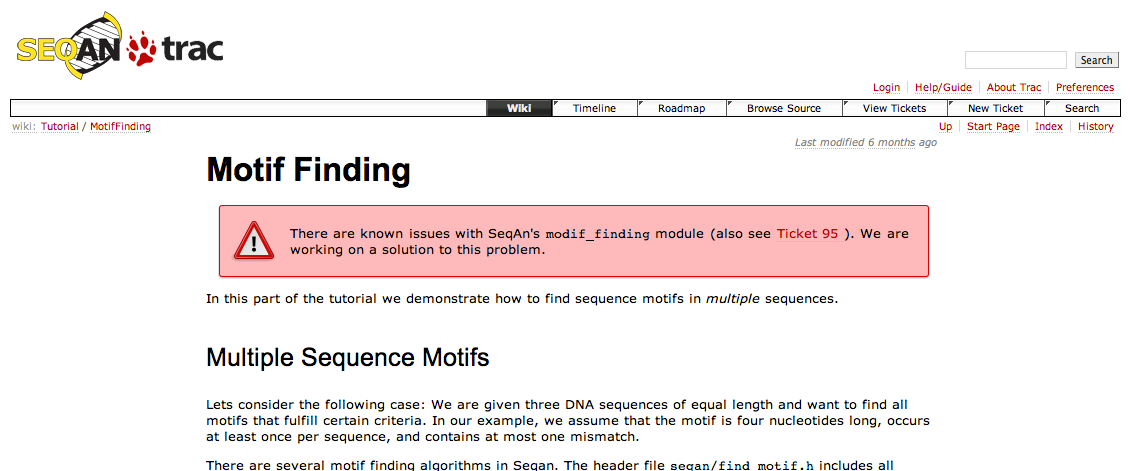 SEQAN trac
Search
Login Help/Guide About Trac Preferences
Wiki Timeline Roadmap Browse Source View Tickets New Ticket Search
wiki: Tutorial / MotifFinding Up Start Page Index History
Last modified 6 months ago
Motif Finding
There are known issues with SeqAn's modif_finding module (also see Ticket 95 ). We are
working on a solution to this problem.
In this part of the tutorial we demonstrate how to find sequence motifs in multiple sequences.
Multiple Sequence Motifs
Lets consider the following case: We are given three DNA sequences of equal length and want to find all
motifs that fulfill certain criteria. In our example, we assume that the motif is four nucleotides long, occurs
at least once per sequence, and contains at most one mismatch.
There are several motif finding algorithms in Seqan. The header file seqan/find_motif.h includes all